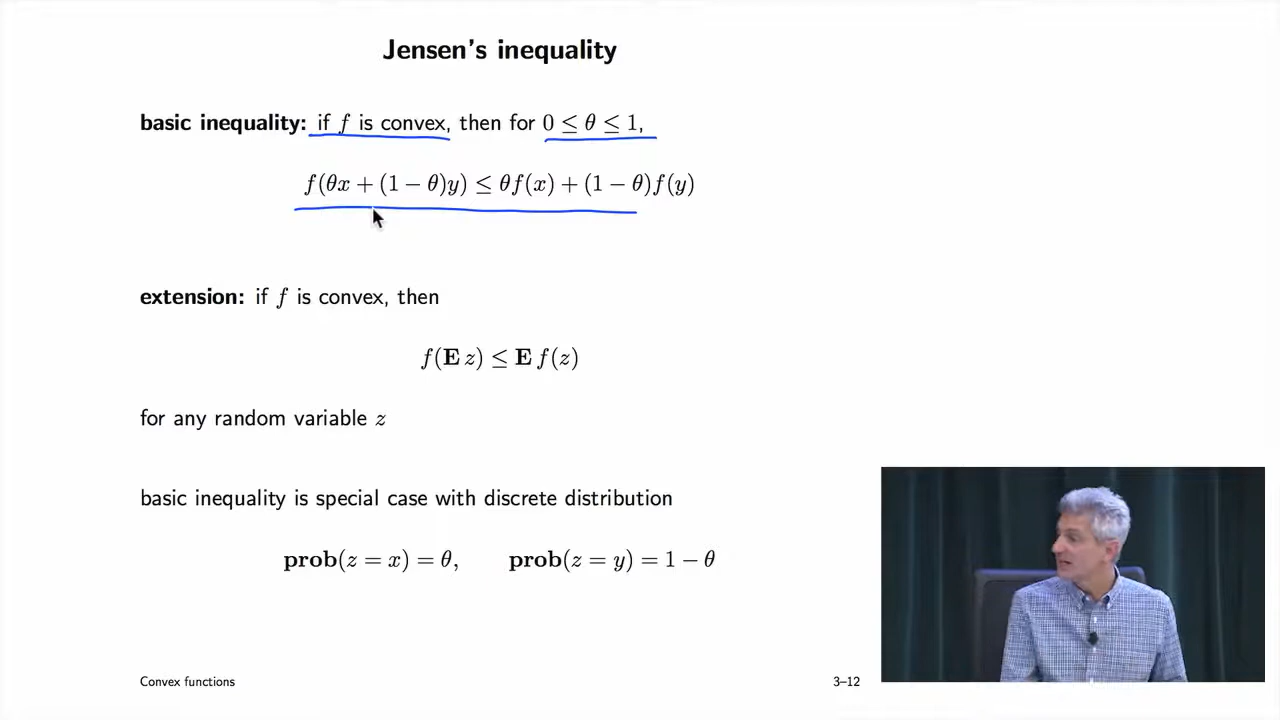 Jensen's inequality
basic inequality: if f is convex, then for 0 ≤ θ ≤ 1,
f(θx + (1 − θ)y) ≤ θf(x) + (1 − θ)f(y)
extension: if f is convex, then
f(E z) ≤ E f(z)
for any random variable z
basic inequality is special case with discrete distribution
prob(z = x) = θ, prob(z = y) = 1 − θ
Convex functions 3–12